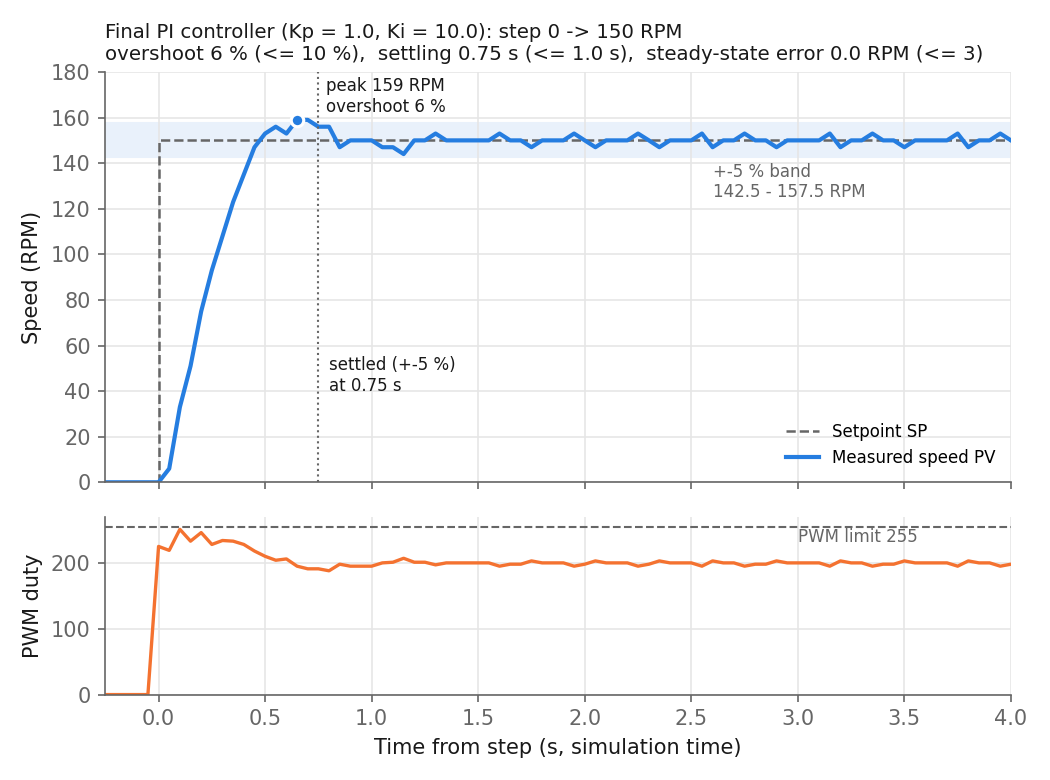 Final PI controller (Kp = 1.0, Ki = 10.0): step 0 -> 150 RPM
overshoot 6 % (<= 10 %),  settling 0.75 s (<= 1.0 s),  steady-state error 0.0 RPM (<= 3)
180
160
140
120
100
80
60
40
20
0
Speed (RPM)
peak 159 RPM
overshoot 6 %
+-5 % band
142.5 - 157.5 RPM
settled (+-5 %)
at 0.75 s
Setpoint SP
Measured speed PV
PWM limit 255
200
100
0
PWM duty
0.0
0.5
1.0
1.5
2.0
2.5
3.0
3.5
4.0
Time from step (s, simulation time)